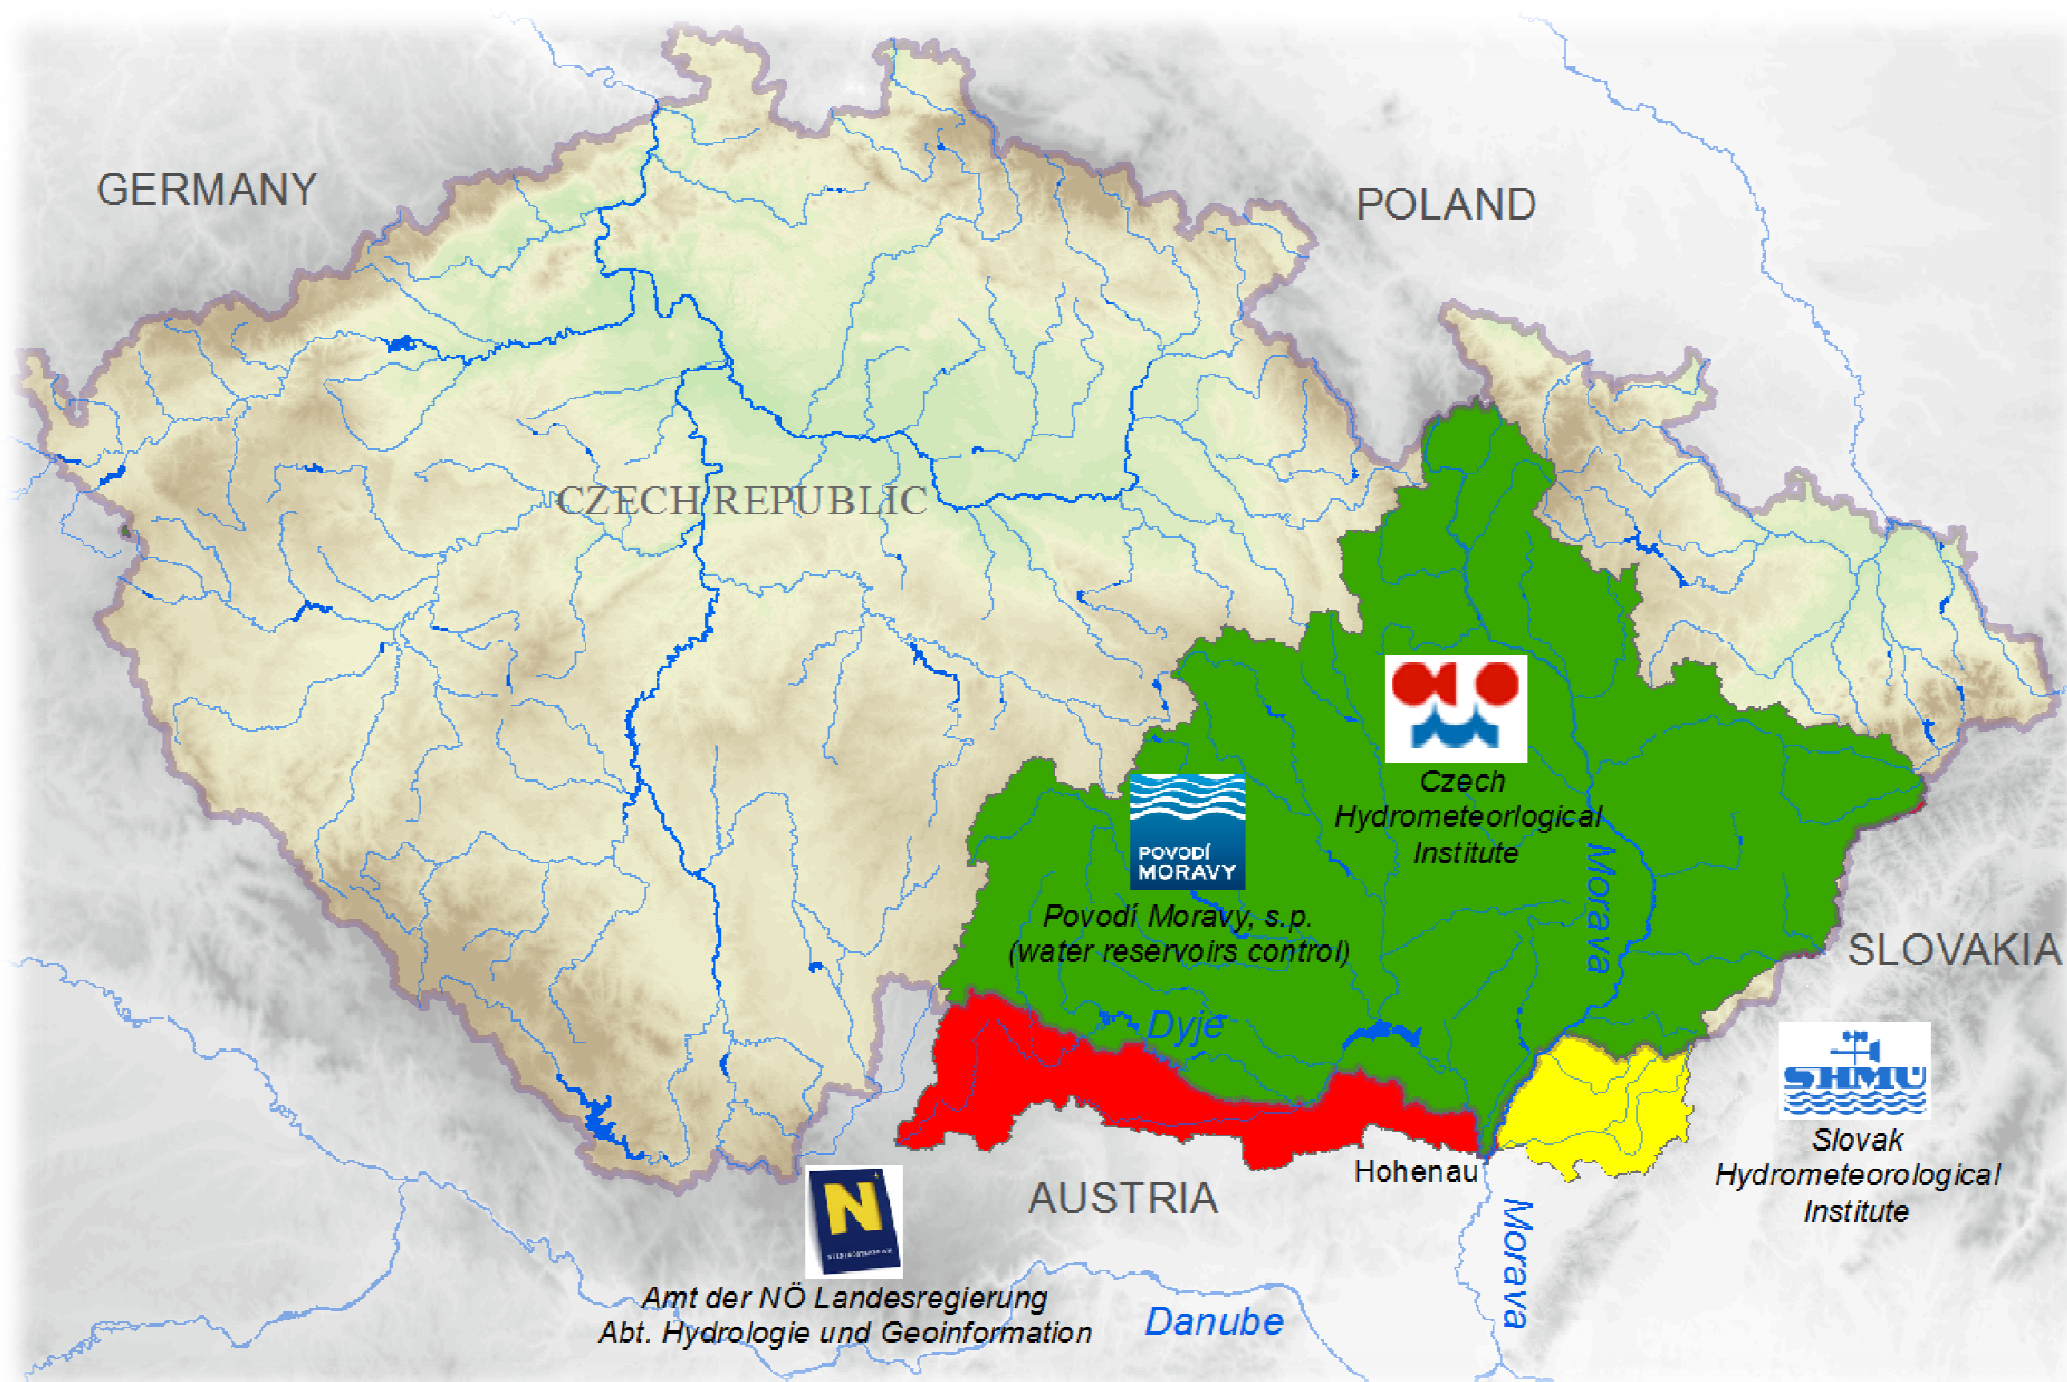 GERMANY
POLAND
CZECH REPUBLIC
Czech
Hydrometeorlogical
Institute
POVODÍ
MORAVY
Povodí Moravy, s.p.
(water reservoirs control)
Morava
SLOVAKIA
Dyje
SHMU
Slovak
Hydrometeorological
Institute
Hohenau
AUSTRIA
N
Morava
Amt der NÖ Landesregierung
Abt. Hydrologie und Geoinformation
Danube